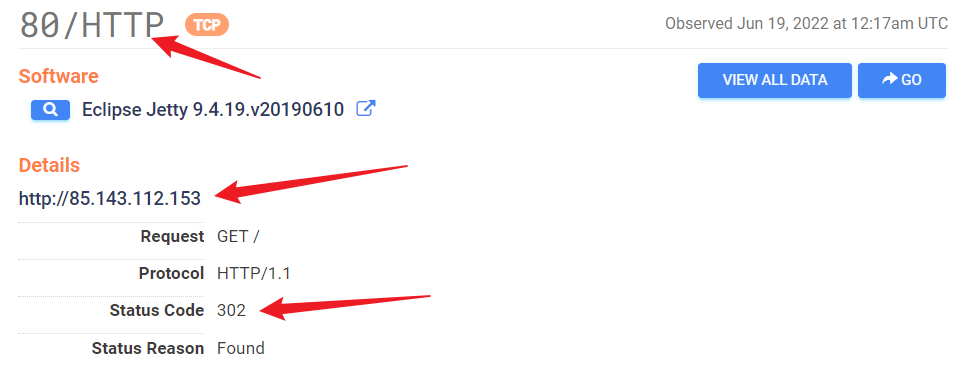 80/HTTP TCP Observed Jun 19, 2022 at 12:17am UTC
Software VIEW ALL DATA GO
Eclipse Jetty 9.4.19.v20190610
Details
http://85.143.112.153
Request GET /
Protocol HTTP/1.1
Status Code 302
Status Reason Found